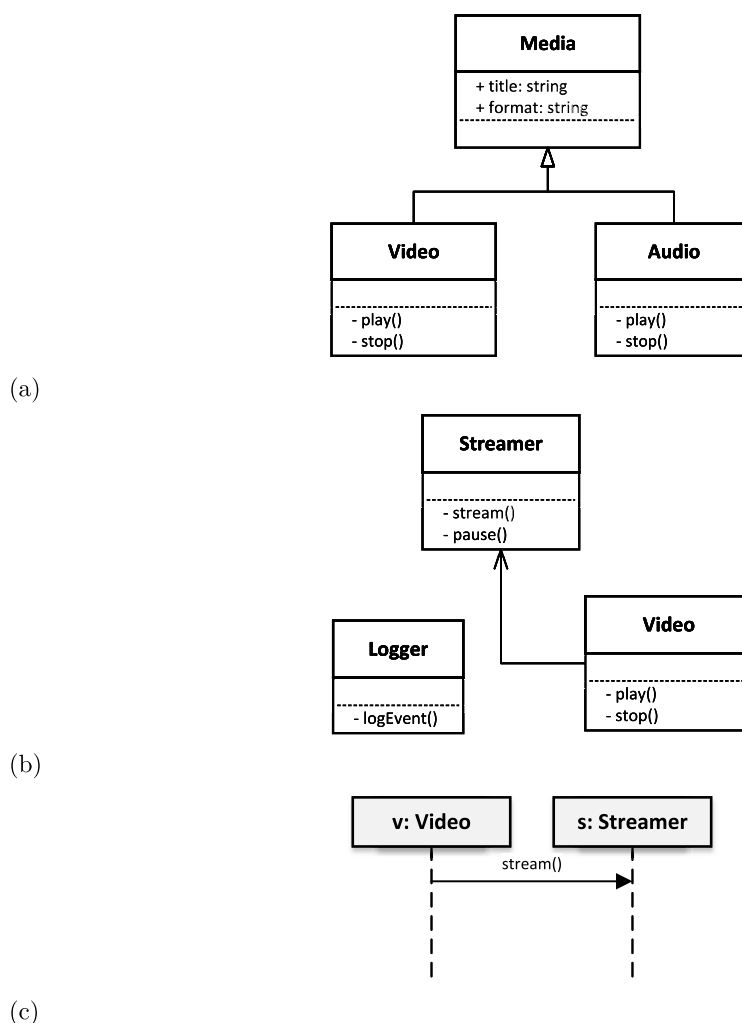 Media
+ title: string
+ format: string
Video
- play()
- stop()
Audio
- play()
- stop()
(a)
Streamer
- stream()
- pause()
Logger
- logEvent()
Video
- play()
- stop()
(b)
v: Video
s: Streamer
stream()
(c)